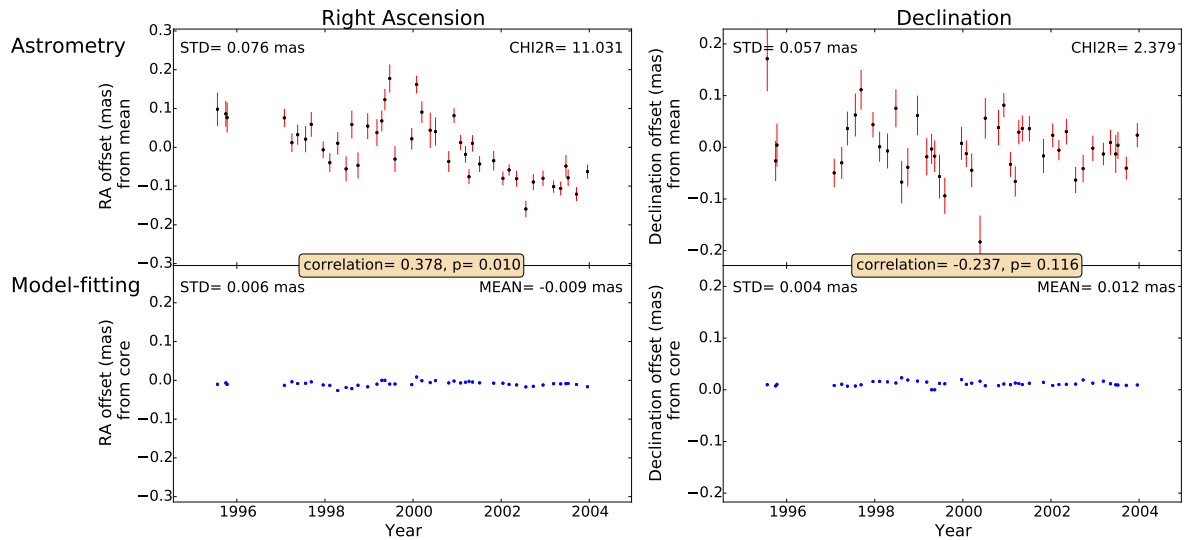 Right Ascension
Declination
Astrometry
STD= 0.076 mas
CHI2R= 11.031
RA offset (mas)
from mean
0.3
0.2
0.1
0.0
−0.1
−0.2
−0.3
STD= 0.057 mas
CHI2R= 2.379
Declination offset (mas)
from mean
0.2
0.1
0.0
−0.1
−0.2
correlation= 0.378, p= 0.010
correlation= -0.237, p= 0.116
Model-fitting
STD= 0.006 mas
MEAN= -0.009 mas
RA offset (mas)
from core
0.2
0.1
0.0
−0.1
−0.2
−0.3
1996 1998 2000 2002 2004
Year
STD= 0.004 mas
MEAN= 0.012 mas
Declination offset (mas)
from core
0.2
0.1
0.0
−0.1
−0.2
1996 1998 2000 2002 2004
Year